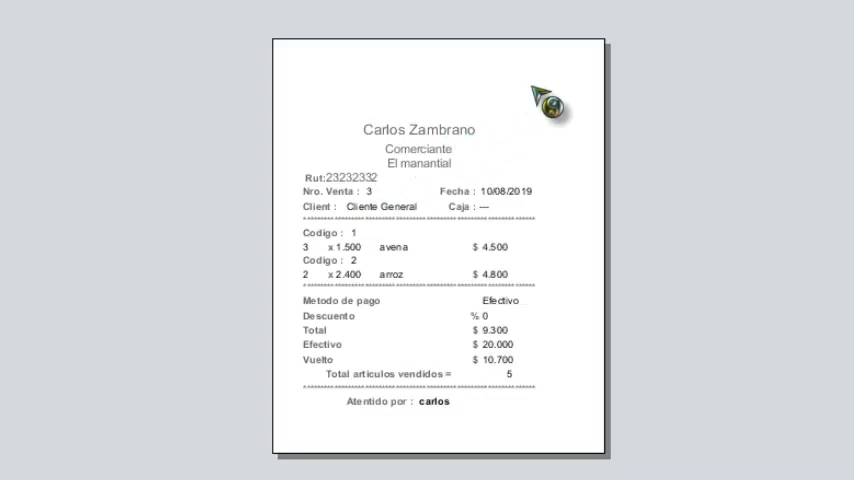 Carlos Zambrano
Comerciante
El manantial
Rut:23232332
Nro. Venta : 3 Fecha : 10/08/2019
Client : Cliente General Caja : ---
Codigo : 1
3 x 1.500 avena $ 4.500
Codigo : 2
2 x 2.400 arroz $ 4.800
Metodo de pago Efectivo
Descuento % 0
Total $ 9.300
Efectivo $ 20.000
Vuelto $ 10.700
Total articulos vendidos = 5
Atentido por : carlos